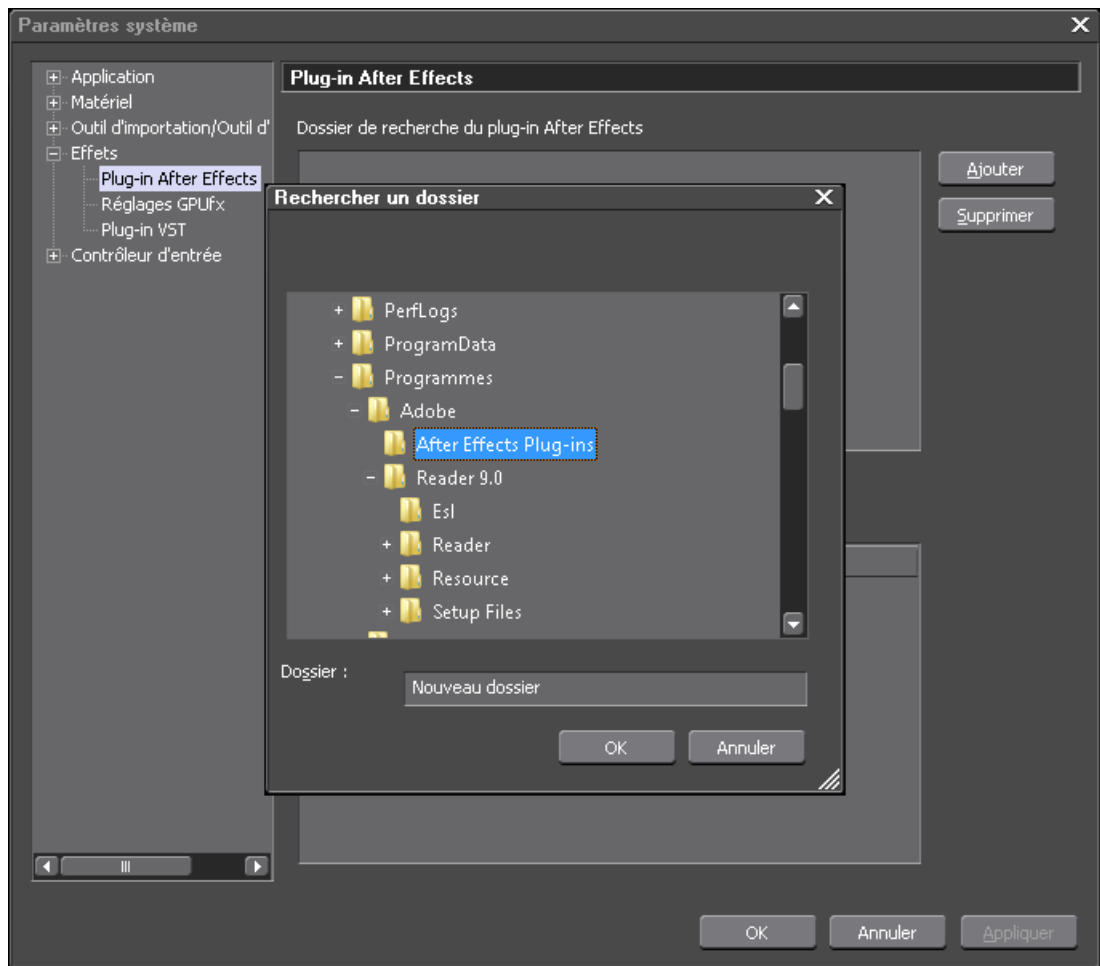 Paramètres système
Application
Matériel
Outil d'importation/Outil d'
Effets
Plug-in After Effects
Réglages GPUfx
Plug-in VST
Contrôleur d'entrée
Plug-in After Effects
Dossier de recherche du plug-in After Effects
Ajouter
Supprimer
Rechercher un dossier
PerfLogs
ProgramData
Programmes
Adobe
After Effects Plug-ins
Reader 9.0
Esl
Reader
Resource
Setup Files
Dossier :
Nouveau dossier
OK
Annuler
OK
Annuler
Appliquer